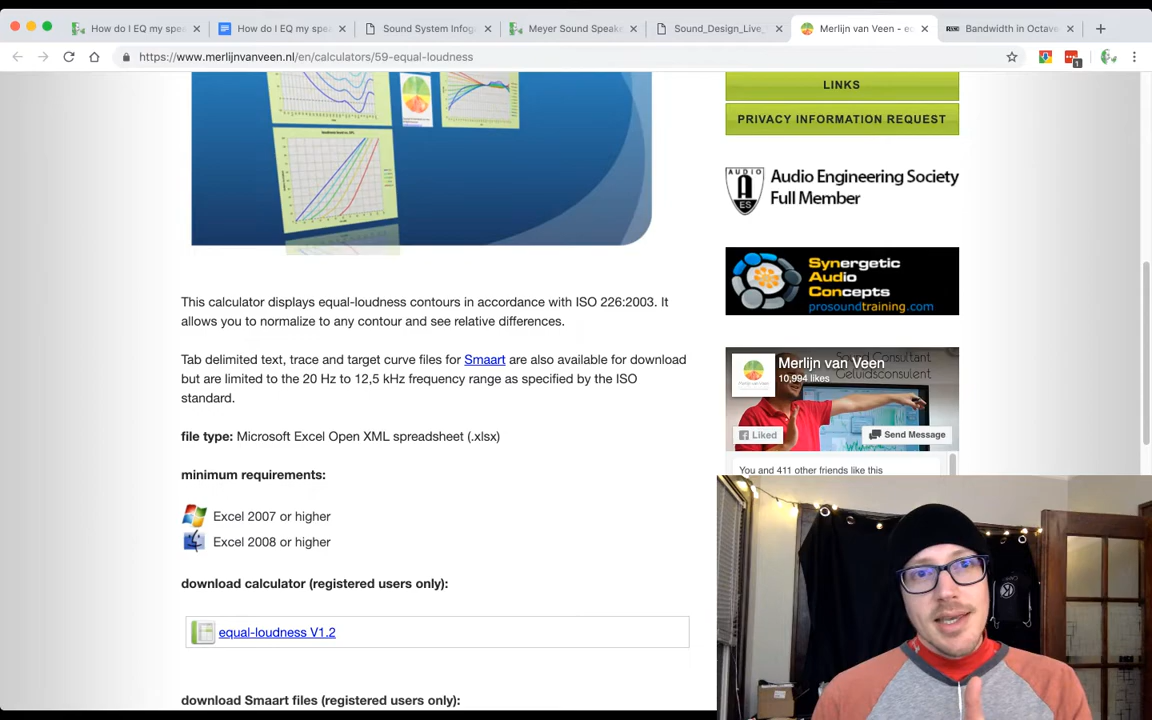 How do I EQ my spe
How do I EQ my spe
Sound System Infog
Meyer Sound Speak
Sound_Design_Live_
Merlijn van Veen - e
Bandwidth in Octave
https://www.merlijnvanveen.nl/en/calculators/59-equal-loudness
1
This calculator displays equal-loudness contours in accordance with ISO 226:2003. It
allows you to normalize to any contour and see relative differences.
Tab delimited text, trace and target curve files for Smaart are also available for download
but are limited to the 20 Hz to 12,5 kHz frequency range as specified by the ISO
standard.
file type: Microsoft Excel Open XML spreadsheet (.xlsx)
minimum requirements:
Excel 2007 or higher
Excel 2008 or higher
download calculator (registered users only):
equal-loudness V1.2
download Smaart files (registered users only):
LINKS
PRIVACY INFORMATION REQUEST
AUDIO
A
ES
Audio Engineering Society
Full Member
Synergetic
Audio
Concepts
prosoundtraining.com
Sound Consultant
Geluidsconsulent
Merlijn van Veen
10,994 likes
Liked
Send Message
You and 411 other friends like this